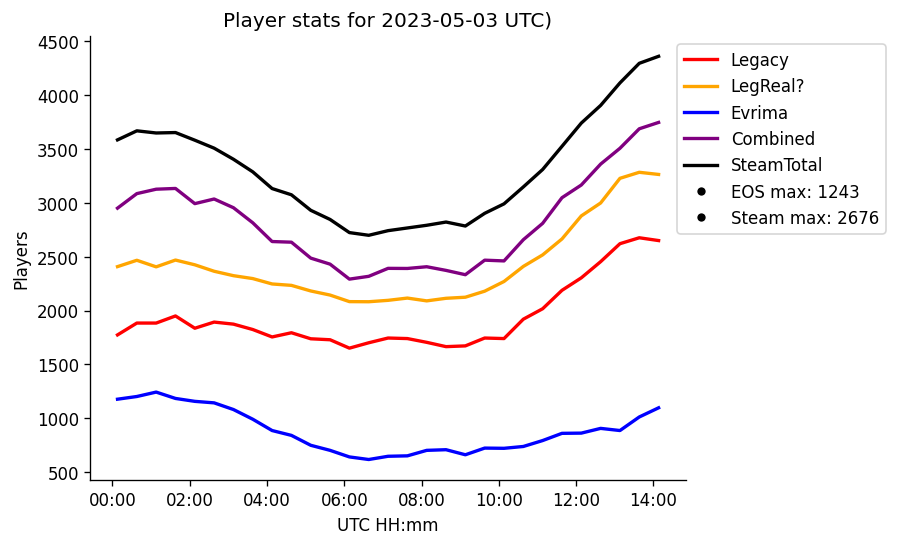 Player stats for 2023-05-03 UTC)
4500
4000
3500
3000
2500
2000
1500
1000
500
Players
00:00 02:00 04:00 06:00 08:00 10:00 12:00 14:00
UTC HH:mm
Legacy
LegReal?
Evrima
Combined
SteamTotal
EOS max: 1243
Steam max: 2676